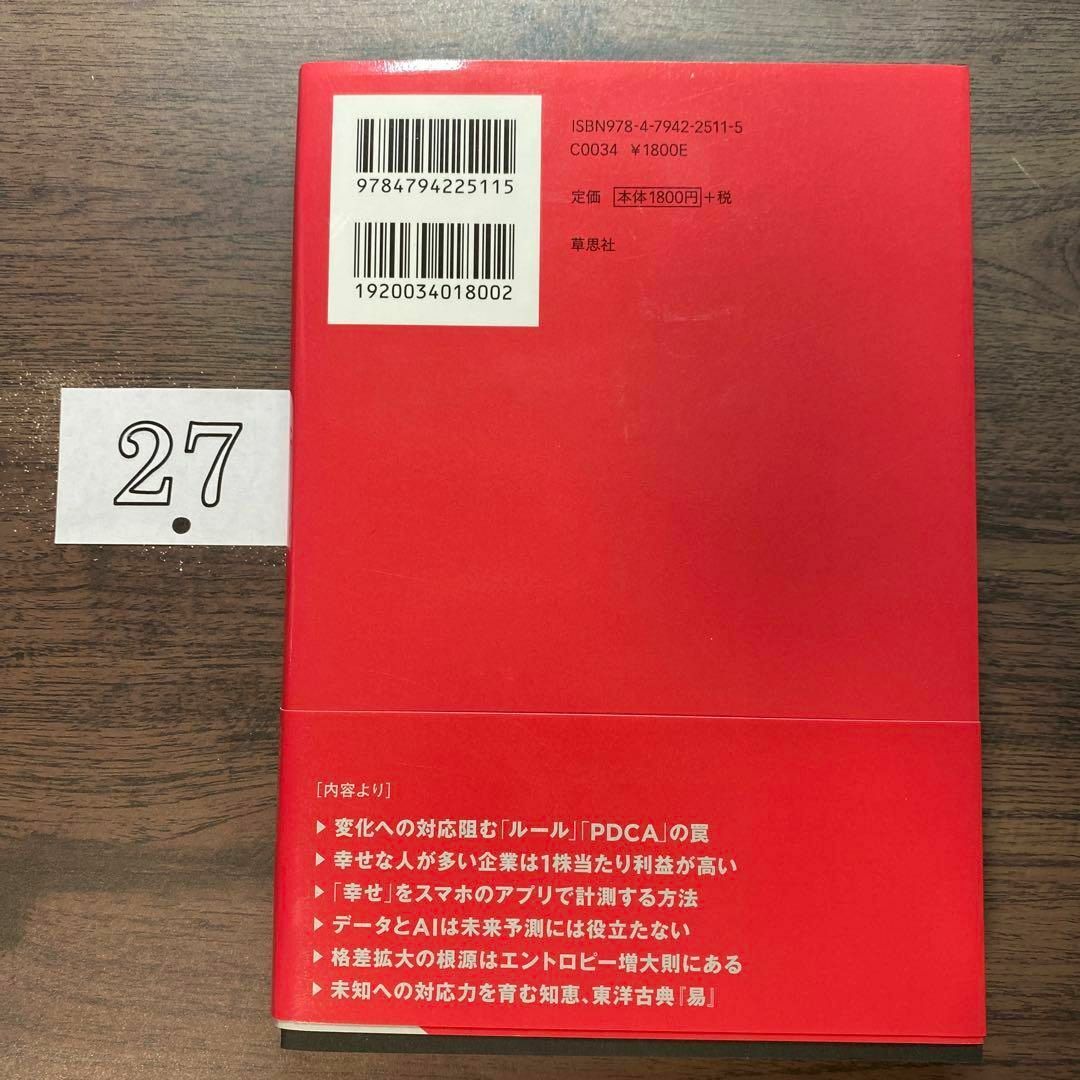 9784794225115
1920034018002
ISBN978-4-7942-2511-5
C0034 ¥1800E
定価 本体1800円+税
草思社
27.
[内容より]
▶ 変化への対応阻む「ルール」「PDCA」の罠
▶ 幸せな人が多い企業は1株当たり利益が高い
▶ 「幸せ」をスマホのアプリで計測する方法
▶ データとAIは未来予測には役立たない
▶ 格差拡大の根源はエントロピー増大則にある
▶ 未知への対応力を育む知恵、東洋古典『易』